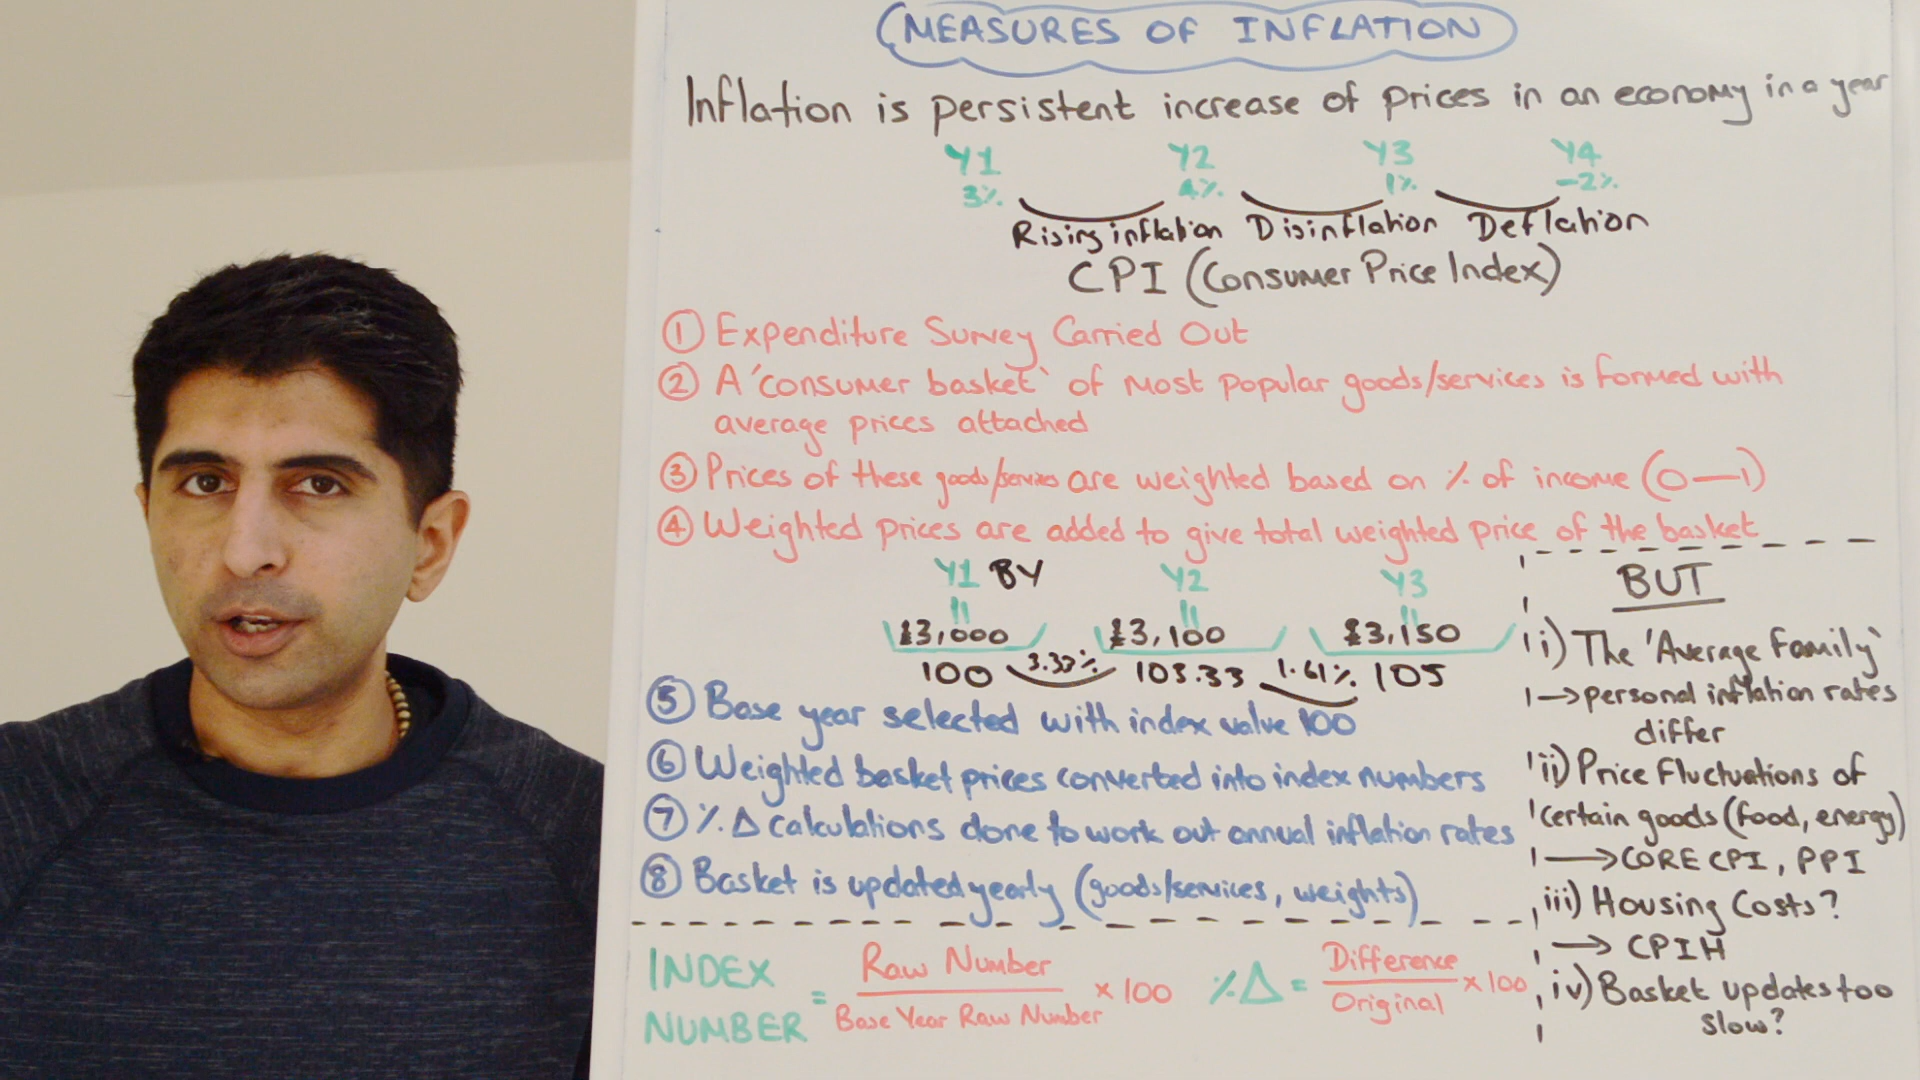 MEASURES OF INFLATION
Inflation is persistent increase of prices in an economy in a year
Y1 Y2 Y3 Y4
3% 4% 1% -2%
Rising inflation Disinflation Deflation
CPI (Consumer Price Index)
① Expenditure Survey Carried Out
② A 'consumer basket' of most popular goods/services is formed with
average prices attached
③ Prices of these goods/services are weighted based on % of income (0—1)
④ Weighted prices are added to give total weighted price of the basket
Y1 BY Y2 Y3
£3,000 £3,100 £3,150
100 3.33% 103.33 1.61% 105
⑤ Base year selected with index value 100
⑥ Weighted basket prices converted into index numbers
⑦ % Δ calculations done to work out annual inflation rates
⑧ Basket is updated yearly (goods/services, weights)
INDEX NUMBER = Raw Number / Base Year Raw Number × 100
% Δ = Difference / Original × 100
BUT
i) The 'Average Family'
→ personal inflation rates
differ
ii) Price Fluctuations of
certain goods (food, energy)
→ CORE CPI, PPI
iii) Housing Costs?
→ CPIH
iv) Basket updates too
slow?